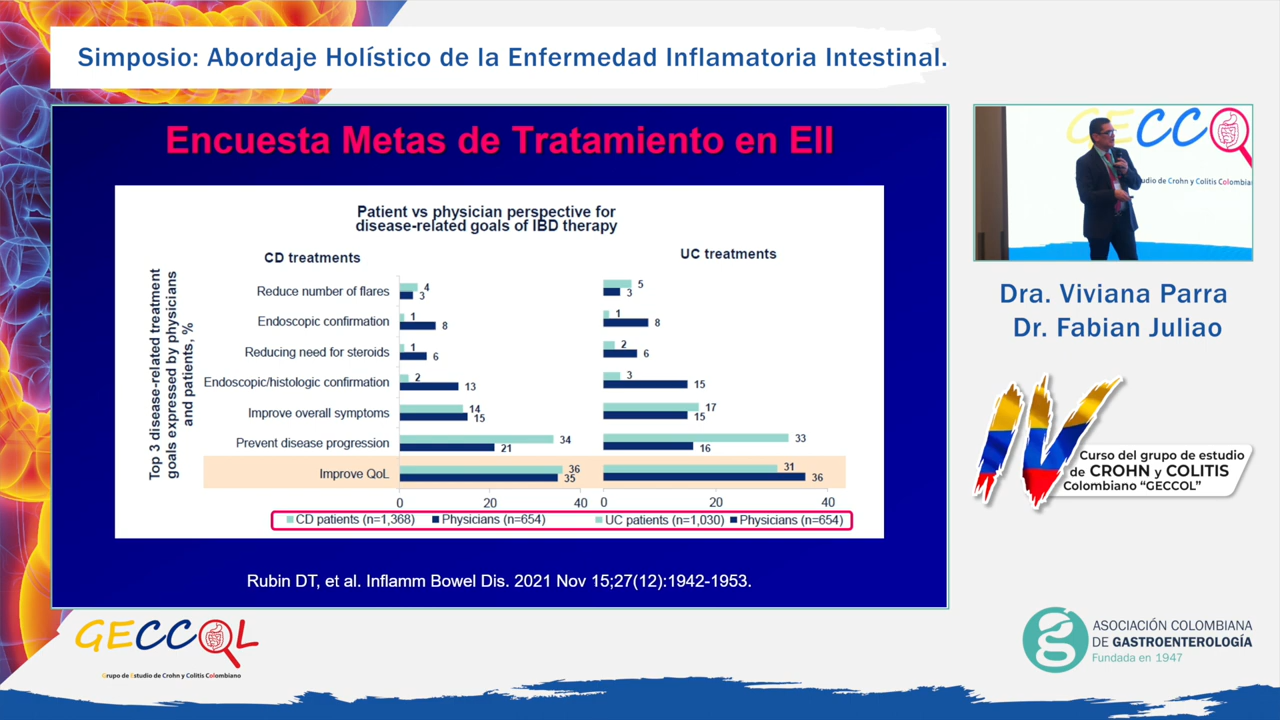 Simposio: Abordaje Holístico de la Enfermedad Inflamatoria Intestinal.
Encuesta Metas de Tratamiento en EII
Patient vs physician perspective for
disease-related goals of IBD therapy
CD treatments
UC treatments
Top 3 disease-related treatment
goals expressed by physicians
and patients, %
Reduce number of flares
4
3
5
3
Endoscopic confirmation
1
8
1
8
Reducing need for steroids
1
6
2
6
Endoscopic/histologic confirmation
2
13
3
15
Improve overall symptoms
14
15
17
15
Prevent disease progression
34
21
33
16
Improve QoL
36
35
31
36
0 20 40
0 20 40
CD patients (n=1,368) Physicians (n=654)
UC patients (n=1,030) Physicians (n=654)
Rubin DT, et al. Inflamm Bowel Dis. 2021 Nov 15;27(12):1942-1953.
GECC
udio de Crohn y Colitis Colombia
Dra. Viviana Parra
Dr. Fabian Juliao
IV
Curso del grupo de estudio
de CROHN y COLITIS
Colombiano "GECCOL"
GECCOL
Grupo de Estudio de Crohn y Colitis Colombiano
g
ASOCIACIÓN COLOMBIANA
DE GASTROENTEROLOGÍA
Fundada en 1947